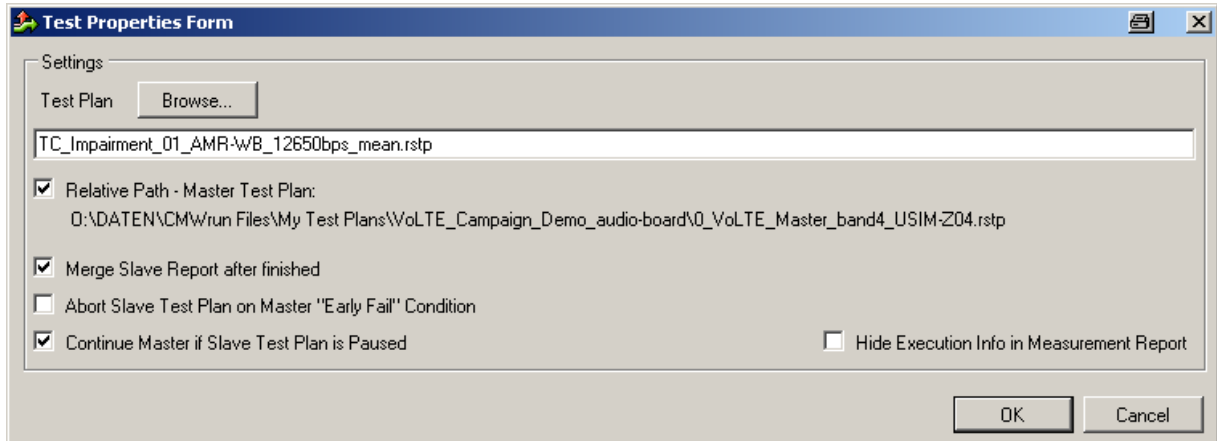 Test Properties Form
Settings
Test Plan Browse...
TC_Impairment_01_AMR-WB_12650bps_mean.rstp
Relative Path - Master Test Plan:
O:\DATEN\CMWrun Files\My Test Plans\VoLTE_Campaign_Demo_audio-board\0_VoLTE_Master_band4_USIM-Z04.rstp
Merge Slave Report after finished
Abort Slave Test Plan on Master "Early Fail" Condition
Continue Master if Slave Test Plan is Paused Hide Execution Info in Measurement Report
OK Cancel